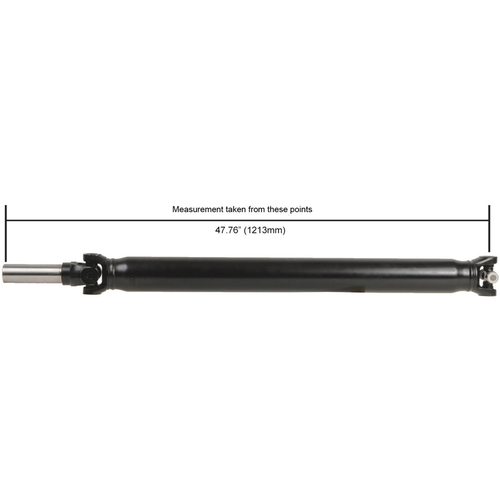 Measurement taken from these points
47.76" (1213mm)